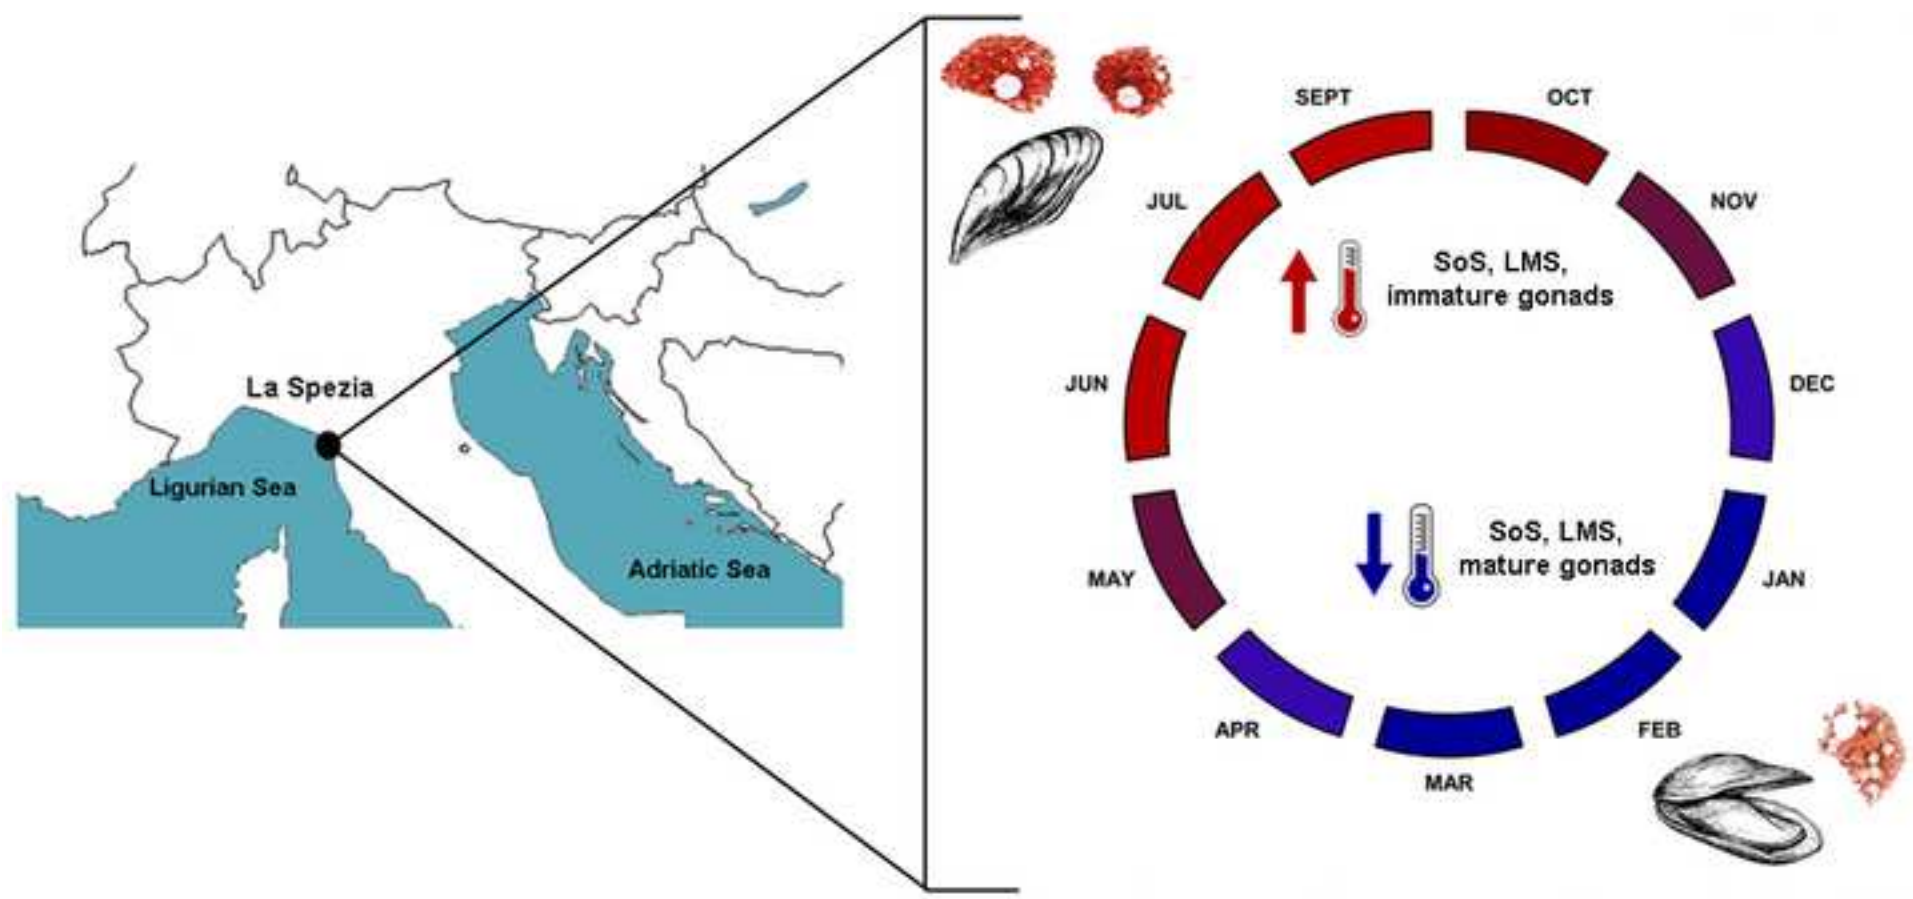 La Spezia
Ligurian Sea
Adriatic Sea
SEPT
OCT
JUL
NOV
SoS, LMS,
immature gonads
JUN
DEC
SoS, LMS,
mature gonads
MAY
JAN
APR
FEB
MAR